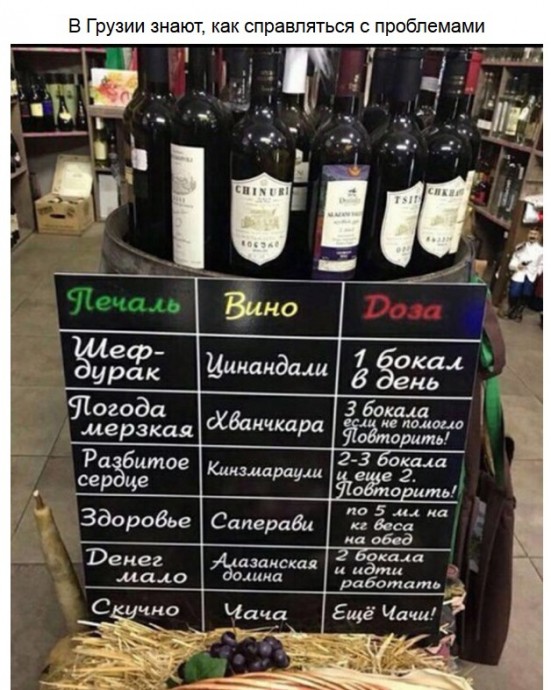 В Грузии знают, как справляться с проблемами
CHINURI
TSIT
Печаль Вино Доза
Шеф-
дурак
Цинандали
1 бокал
в день
Погода
мерзкая
Хванчкара
3 бокала
если не помогло
Повторить!
Разбитое
сердце
Кинзмараули
2-3 бокала
и еще 2.
Повторить!
Здоровье
Саперави
по 5 мл на
кг веса
на обед
Денег
мало
Алазанская
долина
2 бокала
и идти
работать
Скучно
Чача
Ещё Чачи!